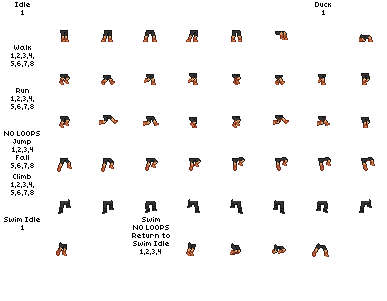 Idle
1
Duck
1
Walk
1,2,3,4,
5,6,7,8
Run
1,2,3,4,
5,6,7,8
NO LOOPS
Jump
1,2,3,4
Fall
5,6,7,8
Climb
1,2,3,4,
5,6,7,8
Swim Idle
1
Swim
NO LOOPS
Return to
Swim Idle
1,2,3,4